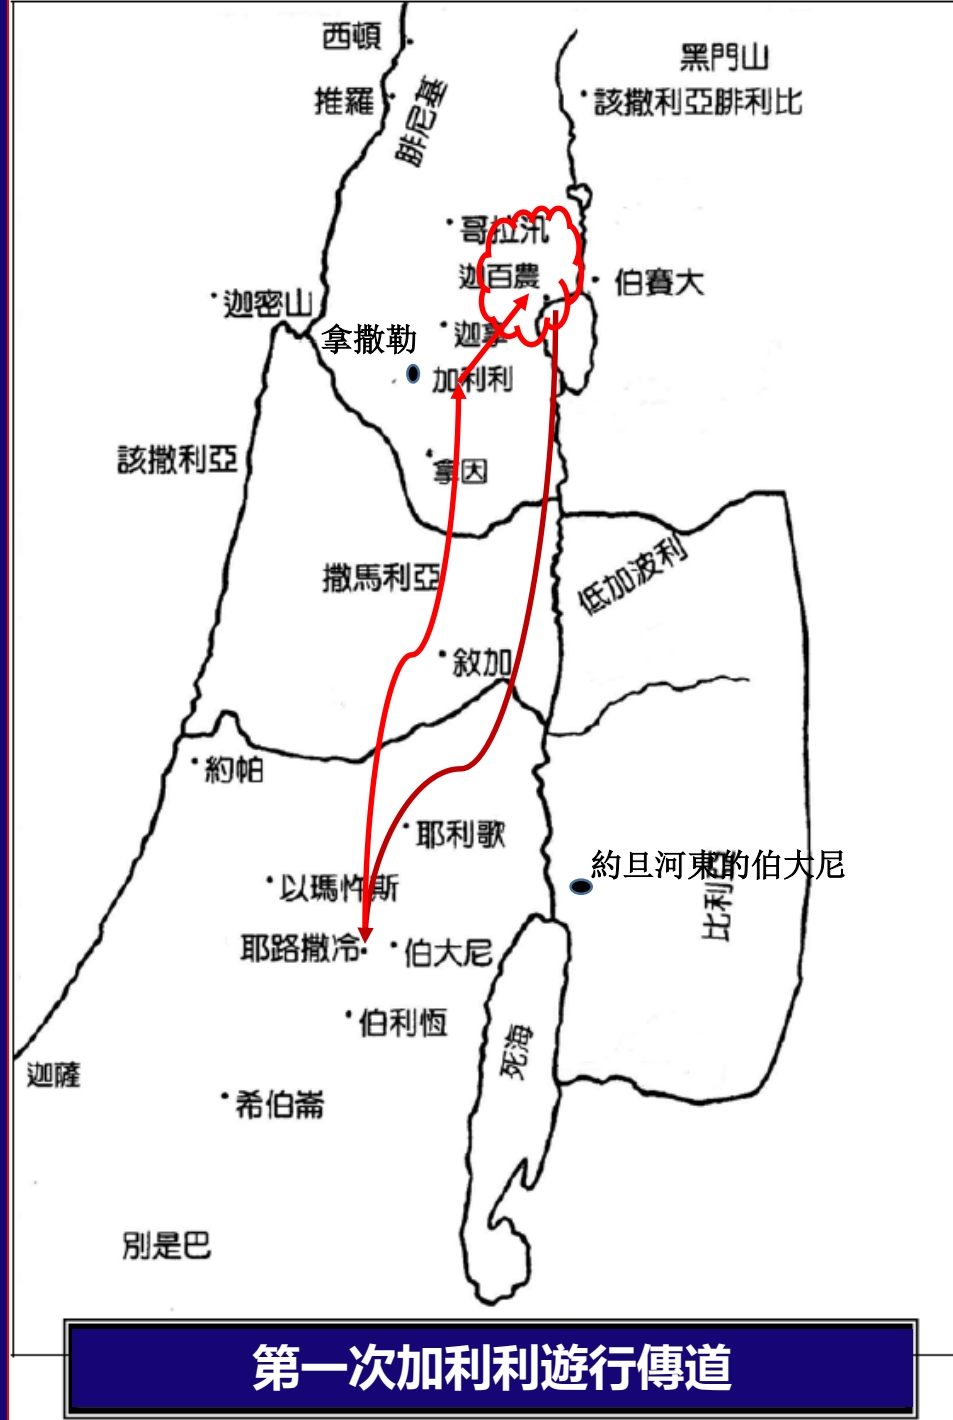 西頓
黑門山
推羅
腓尼基
該撒利亞腓利比
哥拉汛
迦百農
伯賽大
迦密山
迦拿
拿撒勒
加利利
該撒利亞
拿因
撒馬利亞
低加波利
敘加
約帕
耶利歌
約旦河東的伯大尼
比利亞
以瑪忤斯
耶路撒冷
伯大尼
伯利恆
死海
迦薩
希伯崙
別是巴
第一次加利利遊行傳道